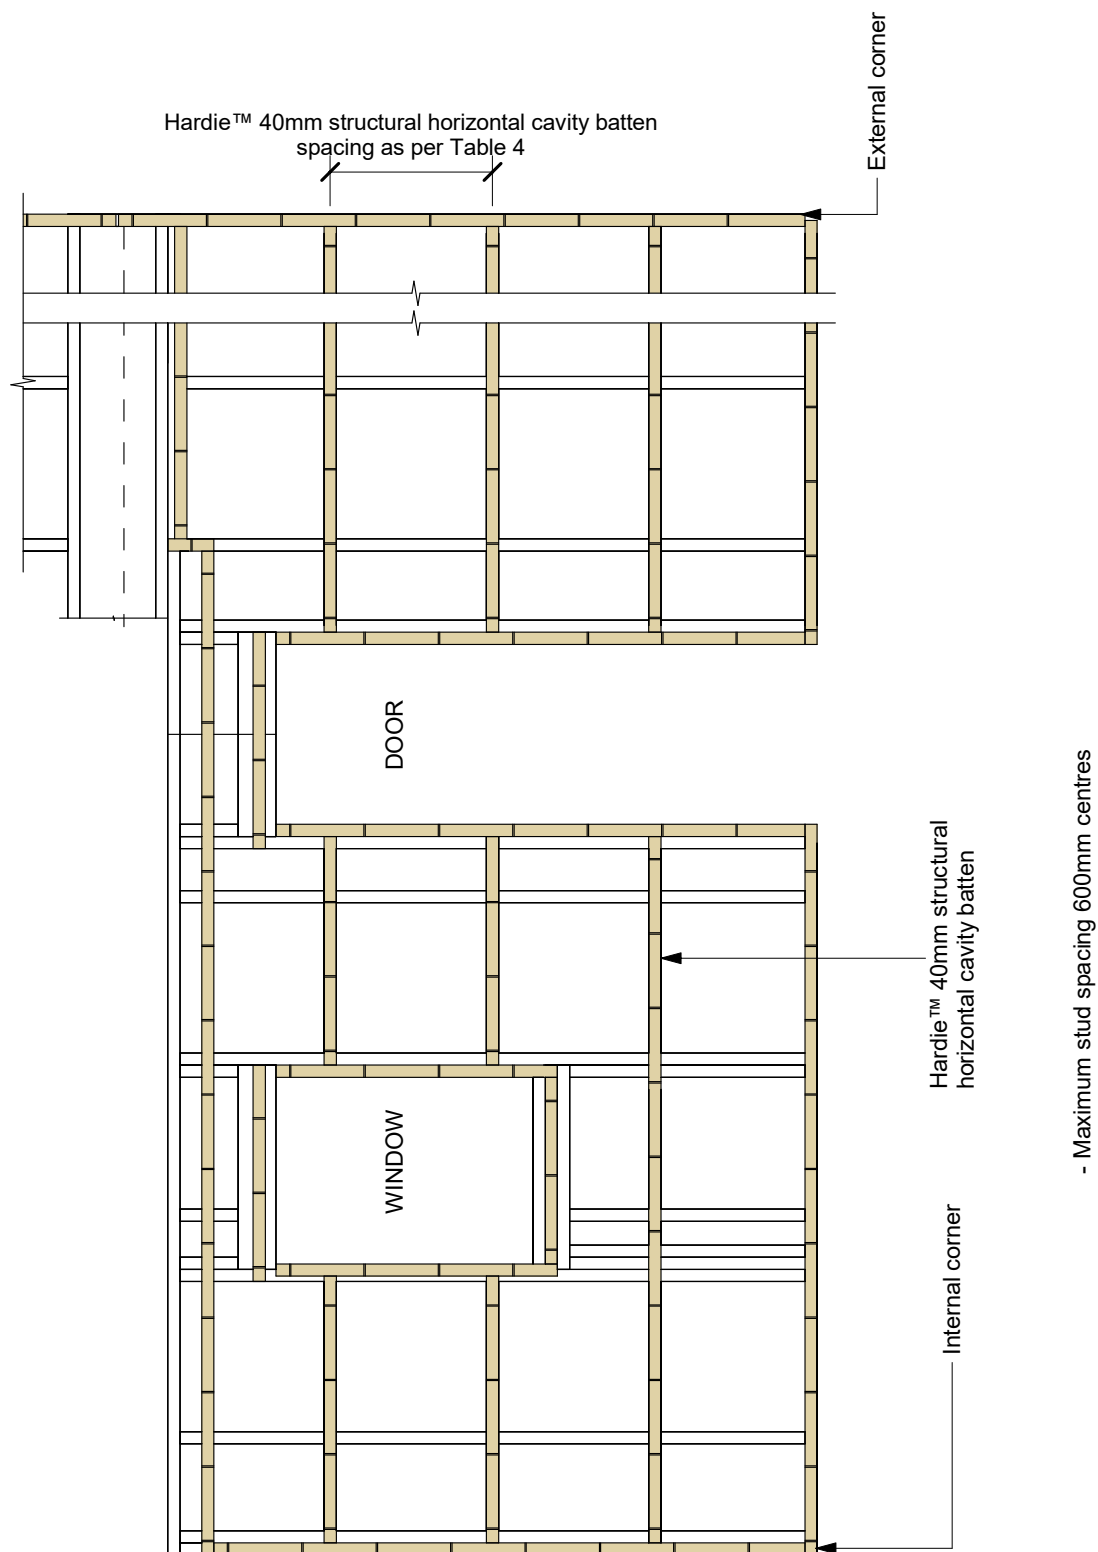 Hardie™ 40mm structural horizontal cavity batten
spacing as per Table 4
External corner
DOOR
Hardie™ 40mm structural
horizontal cavity batten
WINDOW
Internal corner
- Maximum stud spacing 600mm centres